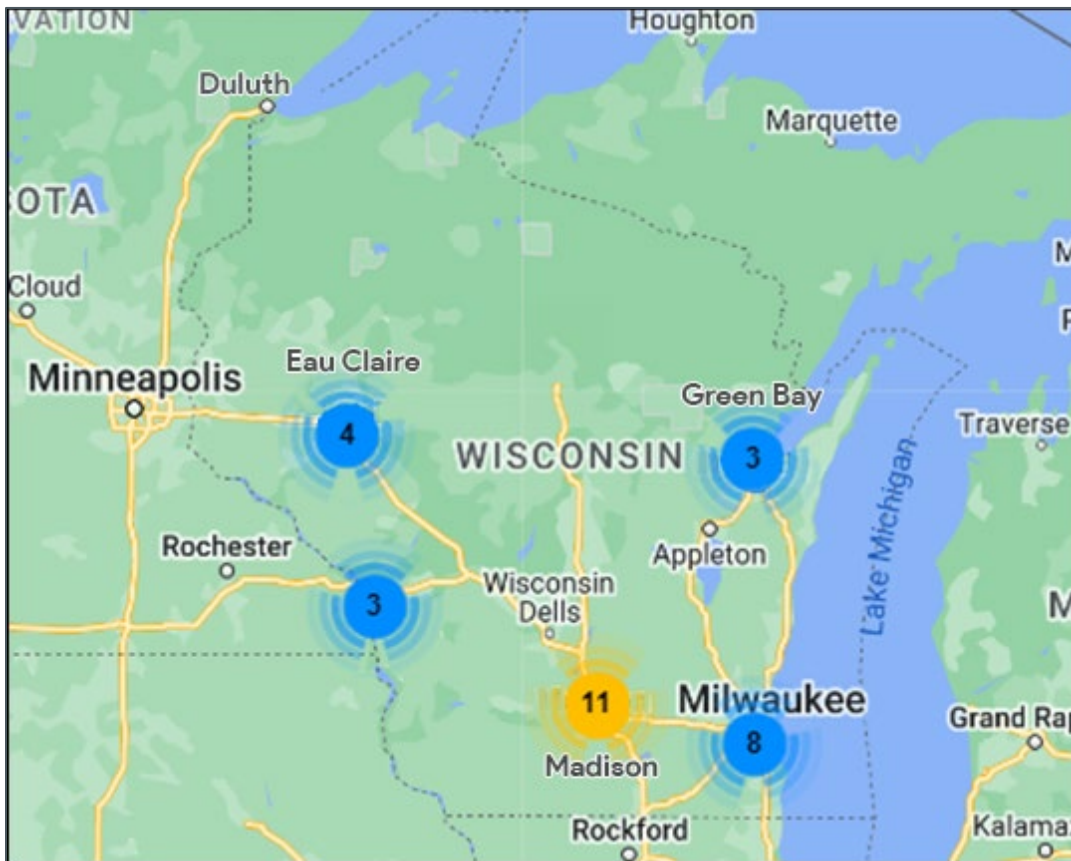 VATION
Houghton
Duluth
Marquette
OTA
Cloud
M
P
Eau Claire
Minneapolis
Green Bay
4
WISCONSIN
3
Traverse
Lake Michigan
Appleton
Rochester
Wisconsin
Dells
3
M
11
Milwaukee
8
Grand Rap
Madison
Rockford
Kalama